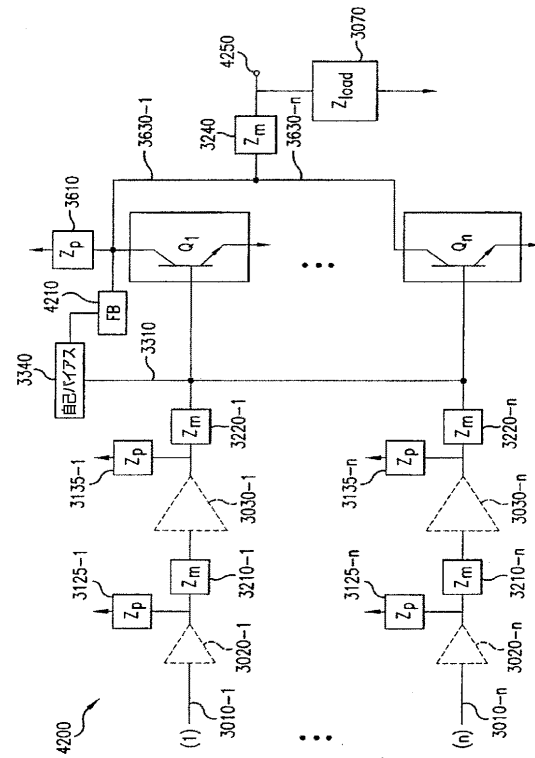 4200
(1)
3010-1
3020-1
Zp
3125-1
Zm
3210-1
3030-1
Zp
3135-1
Zm
3220-1
3310
自己バイアス
3340
FB
4210
Zp
3610
Q1
3630-1
Zm
3240
3630-n
4250
Zload
3070
•••
•••
(n)
3010-n
3020-n
Zp
3125-n
Zm
3210-n
3030-n
Zp
3135-n
Zm
3220-n
Qn